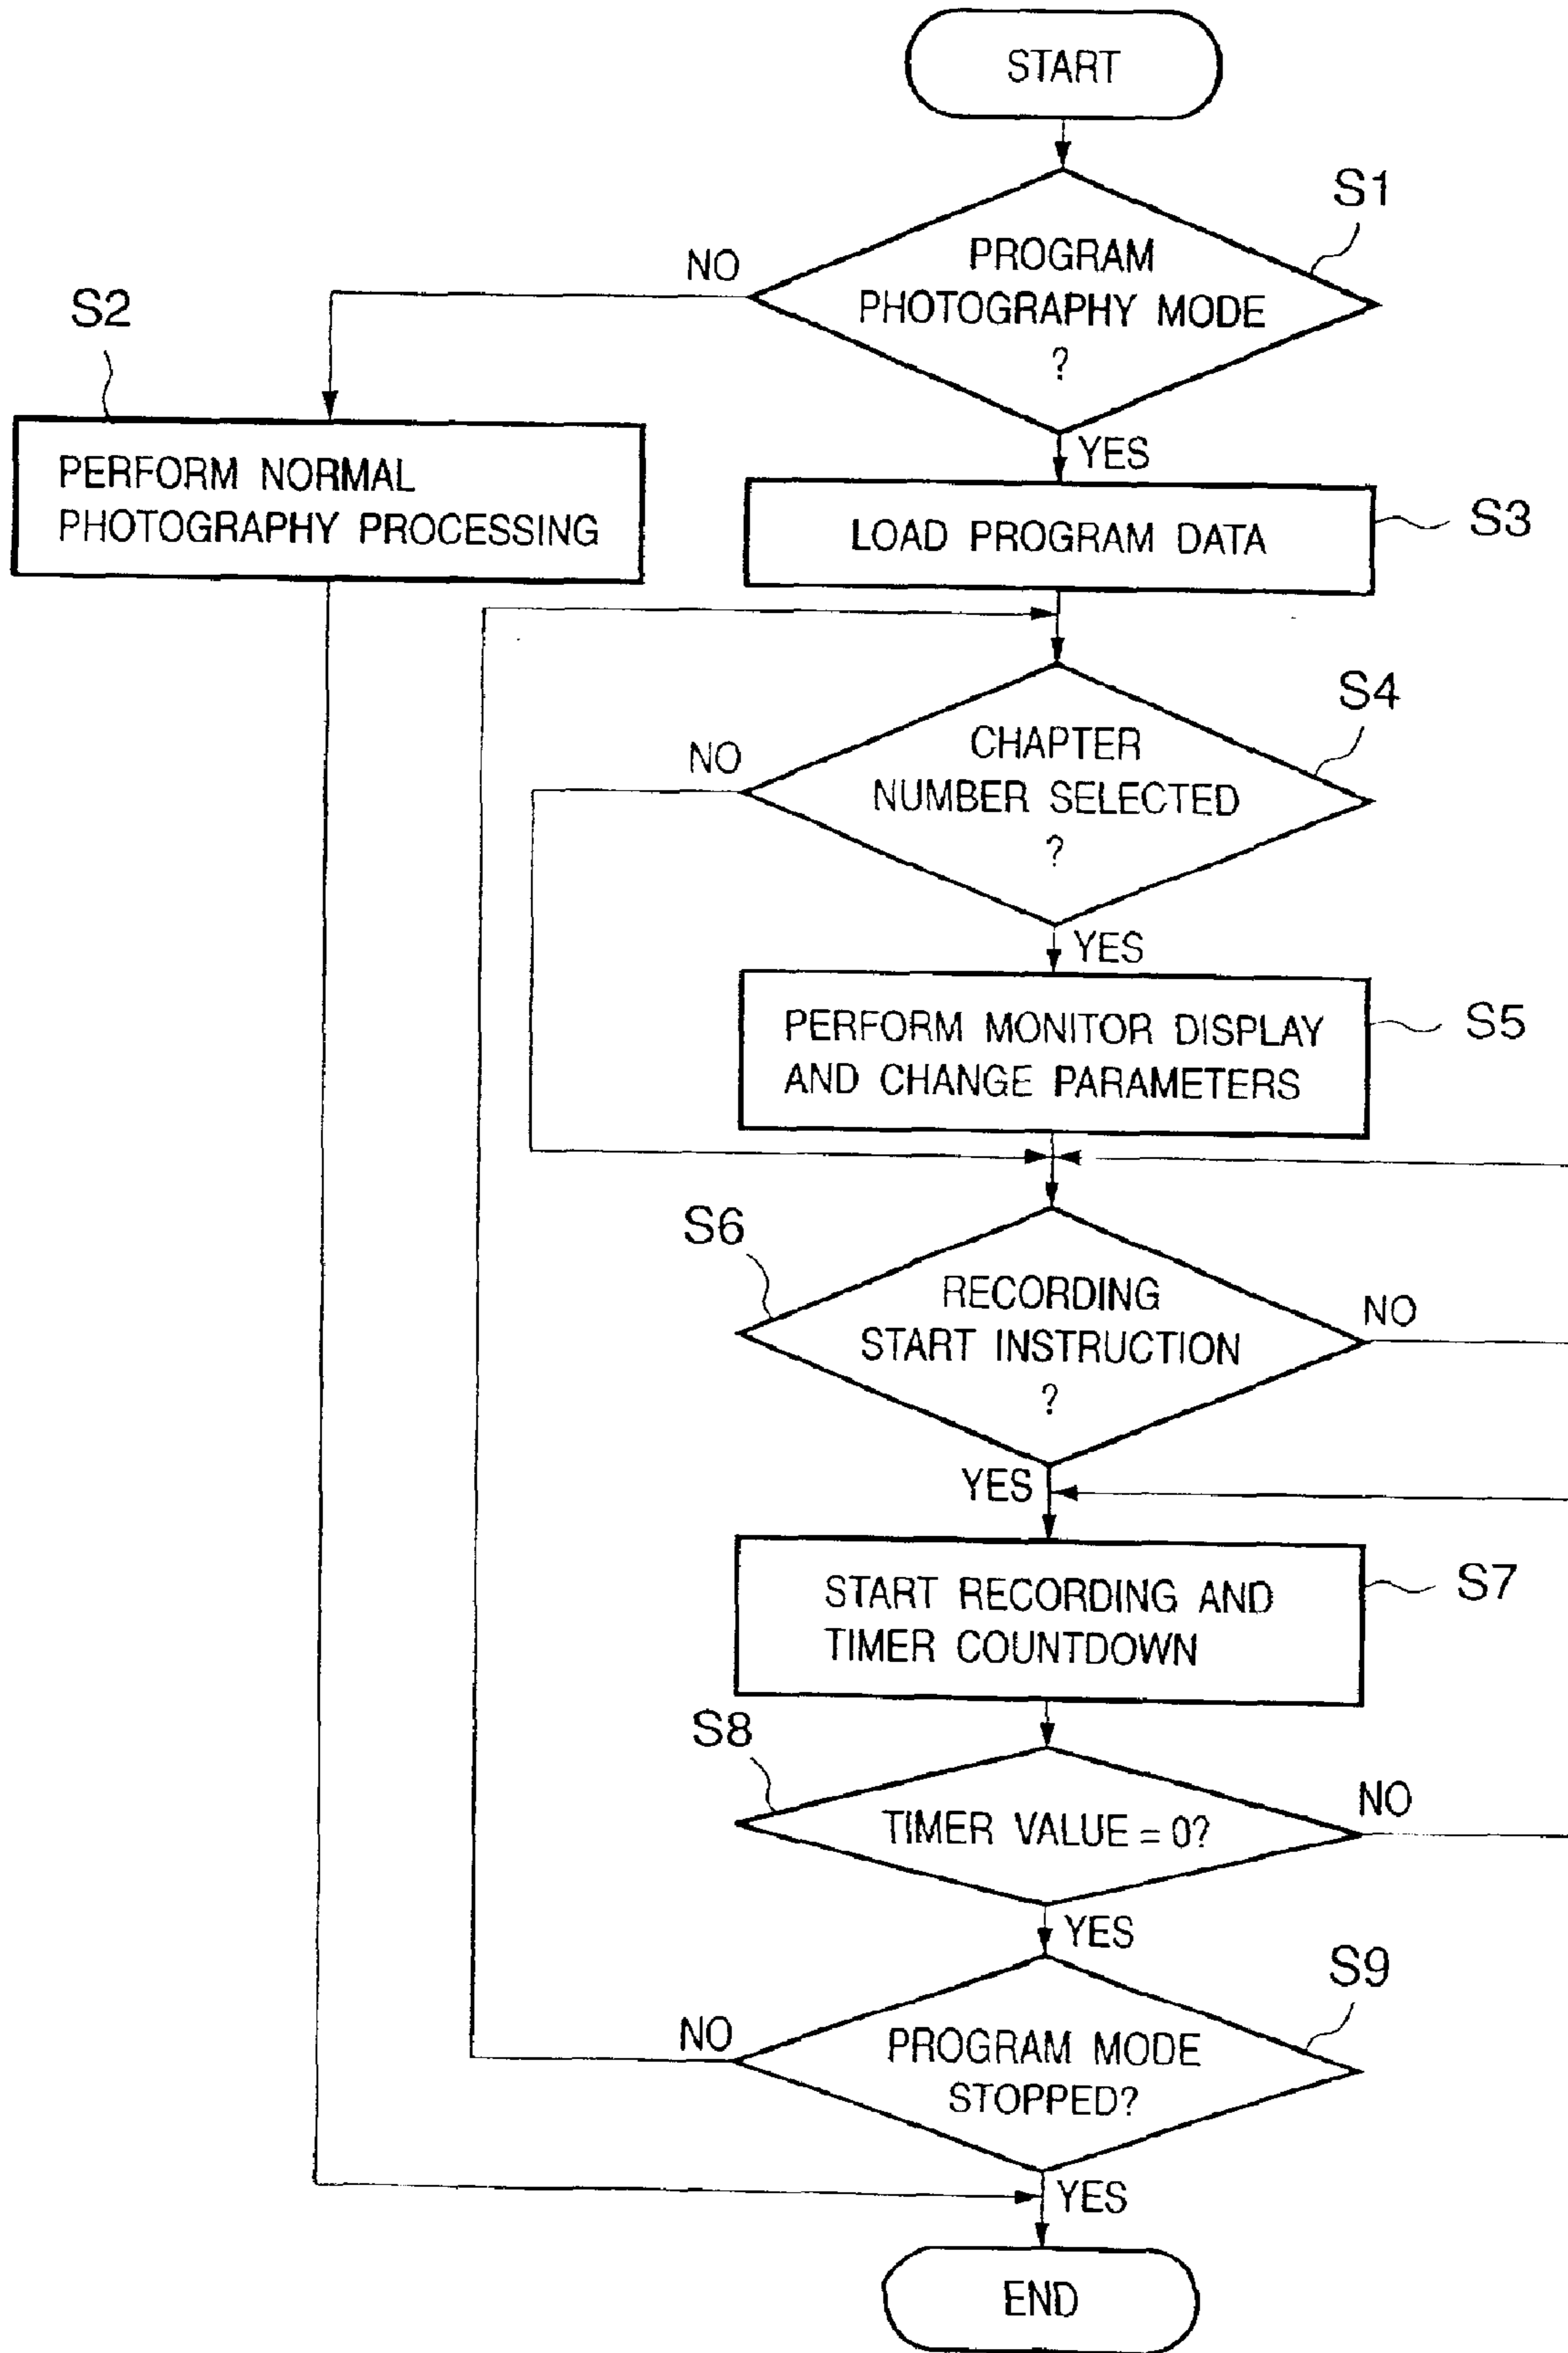 START
S1
PROGRAM
PHOTOGRAPHY MODE
?
NO
YES
S2
PERFORM NORMAL
PHOTOGRAPHY PROCESSING
LOAD PROGRAM DATA
S3
S4
CHAPTER
NUMBER SELECTED
?
NO
YES
PERFORM MONITOR DISPLAY
AND CHANGE PARAMETERS
S5
S6
RECORDING
START INSTRUCTION
?
NO
YES
START RECORDING AND
TIMER COUNTDOWN
S7
S8
TIMER VALUE = 0?
NO
YES
S9
PROGRAM MODE
STOPPED?
NO
YES
END